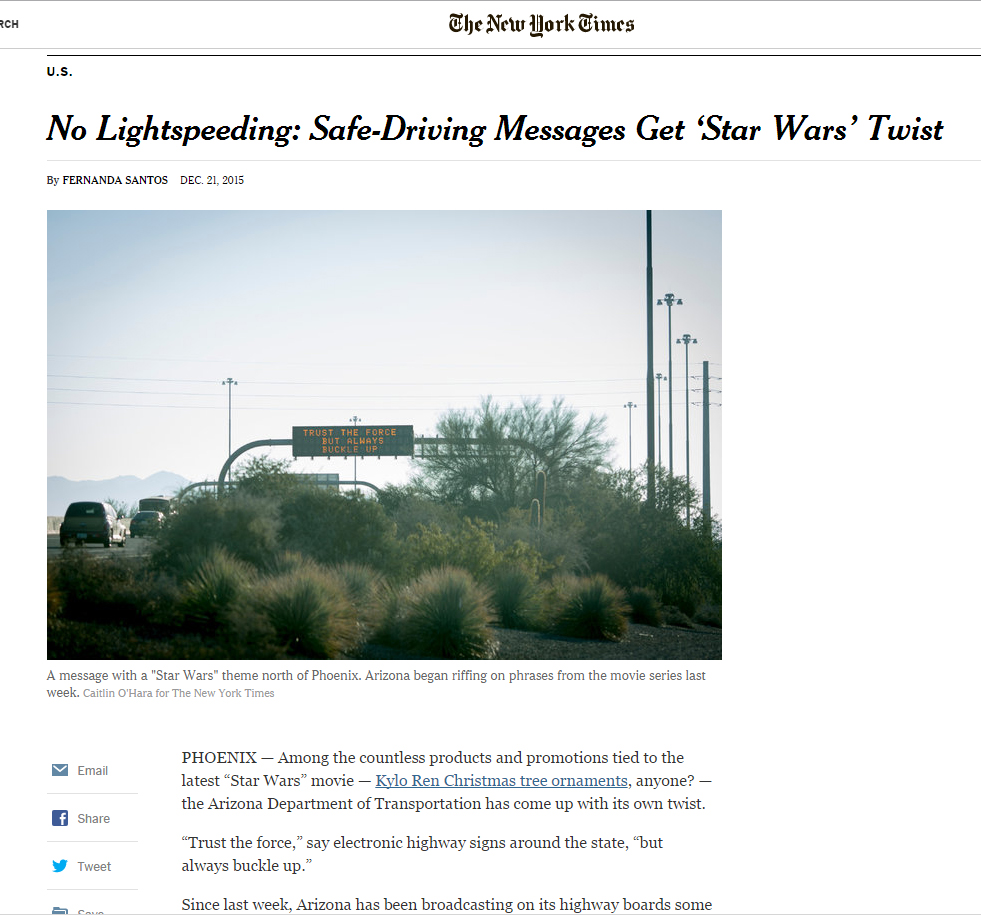 RCH
The New York Times
U.S.
No Lightspeeding: Safe-Driving Messages Get ‘Star Wars’ Twist
By FERNANDA SANTOS DEC. 21, 2015
TRUST THE FORCE
BUT ALWAYS
BUCKLE UP
A message with a "Star Wars" theme north of Phoenix. Arizona began riffing on phrases from the movie series last
week. Caitlin O'Hara for The New York Times
PHOENIX — Among the countless products and promotions tied to the
latest “Star Wars” movie — Kylo Ren Christmas tree ornaments, anyone? —
the Arizona Department of Transportation has come up with its own twist.
“Trust the force,” say electronic highway signs around the state, “but
always buckle up.”
Since last week, Arizona has been broadcasting on its highway boards some
Email
Share
Tweet
Save